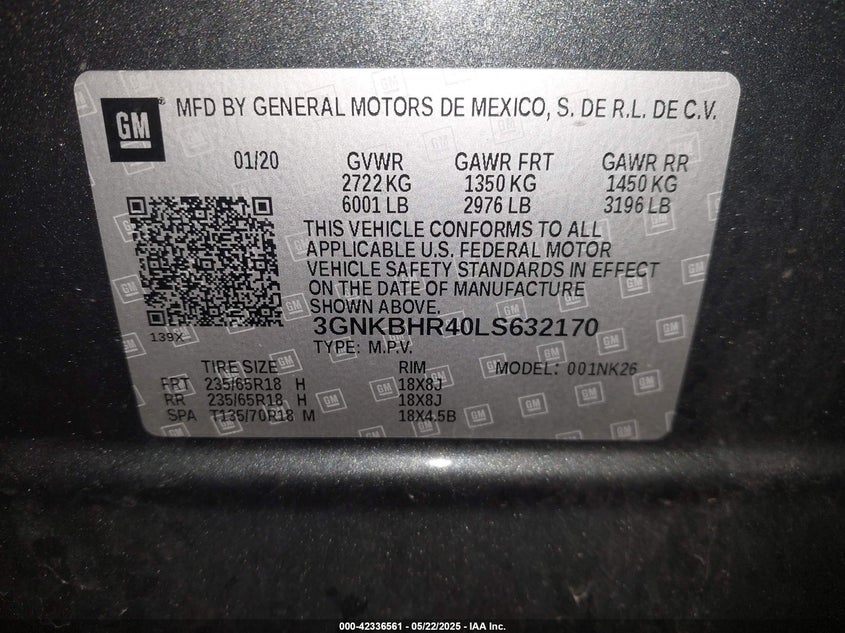 GM
MFD BY GENERAL MOTORS DE MEXICO, S. DE R.L. DE C.V.
01/20 GVWR GAWR FRT GAWR RR
2722 KG 1350 KG 1450 KG
6001 LB 2976 LB 3196 LB
THIS VEHICLE CONFORMS TO ALL
APPLICABLE U.S. FEDERAL MOTOR
VEHICLE SAFETY STANDARDS IN EFFECT
ON THE DATE OF MANUFACTURE
SHOWN ABOVE.
3GNKBHR40LS632170
139X
TYPE: M.P.V.
TIRE SIZE RIM MODEL: 001NK26
FRT 235/65R18 H 18X8J
RR 235/65R18 H 18X8J
SPA T135/70R18 M 18X4.5B
000-42336561 - 05/22/2025 - IAA Inc.